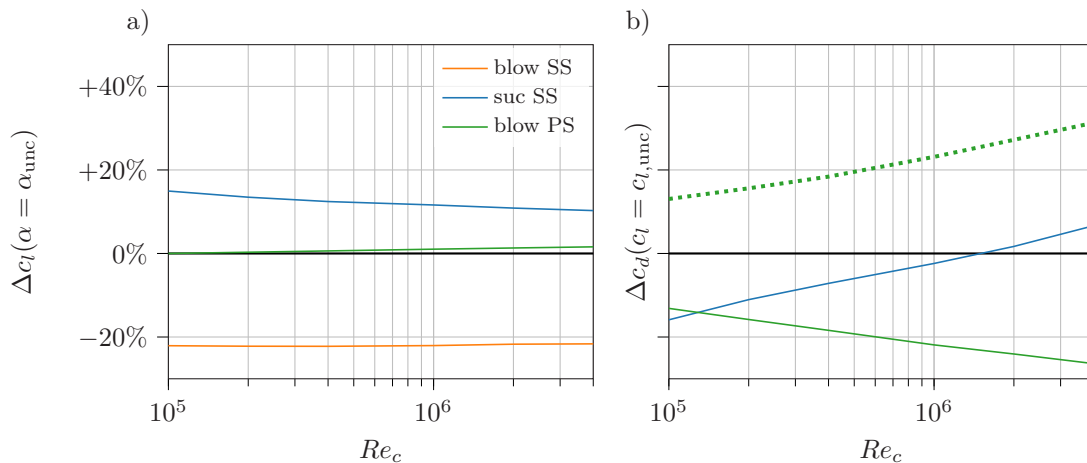 a)
Δc_l(α = α_unc)
+40%
+20%
0%
−20%
10^5
10^6
Re_c
blow SS
suc SS
blow PS
b)
Δc_d(c_l = c_l,unc)
10^5
10^6
Re_c